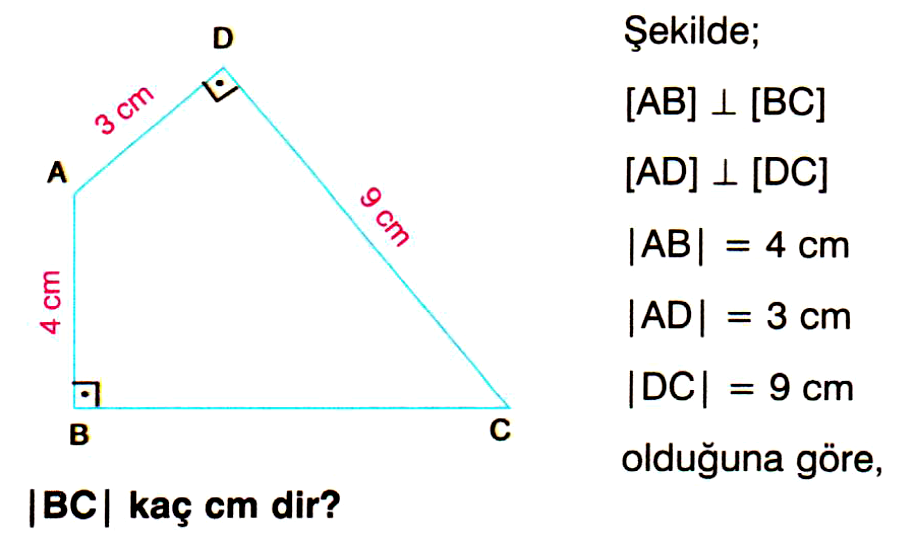 D
3 cm
A
9 cm
4 cm
B
C
Şekilde;
[AB] ⊥ [BC]
[AD] ⊥ [DC]
|AB| = 4 cm
|AD| = 3 cm
|DC| = 9 cm
olduğuna göre,
|BC| kaç cm dir?